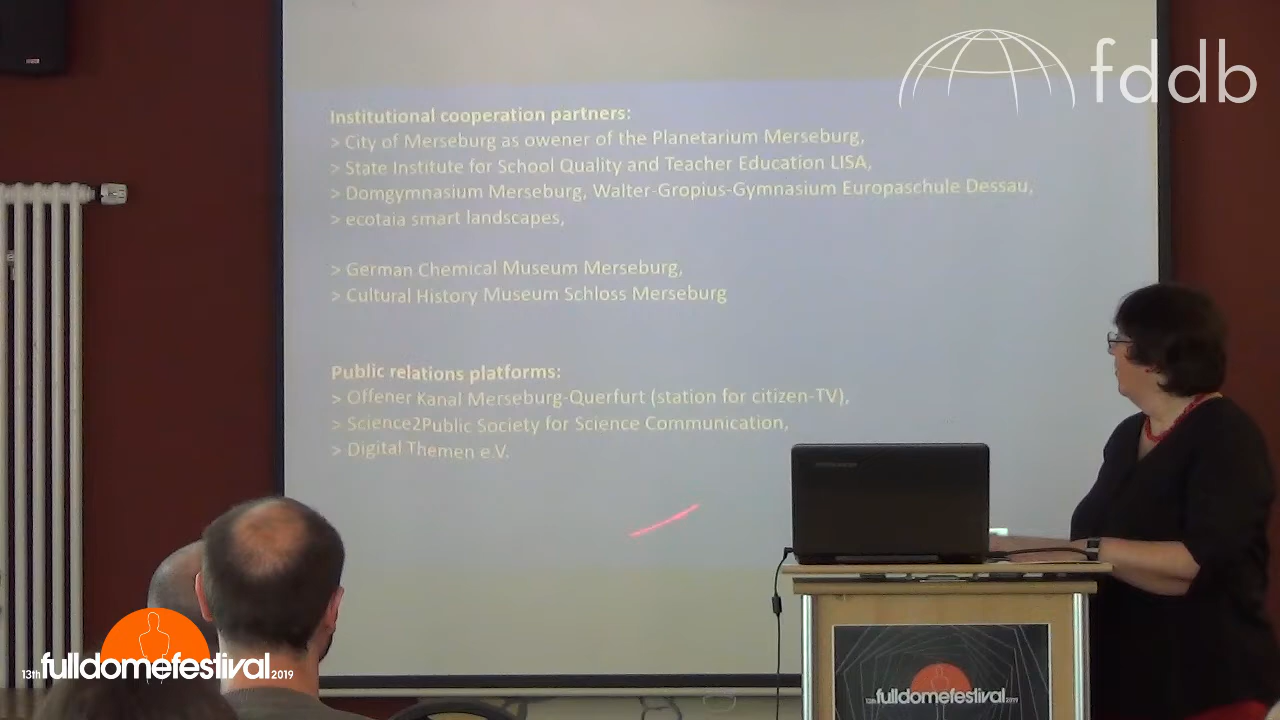 fddb
Institutional cooperation partners:
> City of Merseburg as owener of the Planetarium Merseburg,
> State Institute for School Quality and Teacher Education LISA,
> Domgymnasium Merseburg, Walter-Gropius-Gymnasium Europaschule Dessau,
> ecotaia smart landscapes,
> German Chemical Museum Merseburg,
> Cultural History Museum Schloss Merseburg
Public relations platforms:
> Offener Kanal Merseburg-Querfurt (station for citizen-TV),
> Science2Public Society for Science Communication,
> Digital Themen e.V.
13th fulldomefestival 2019
13th fulldomefestival 2019